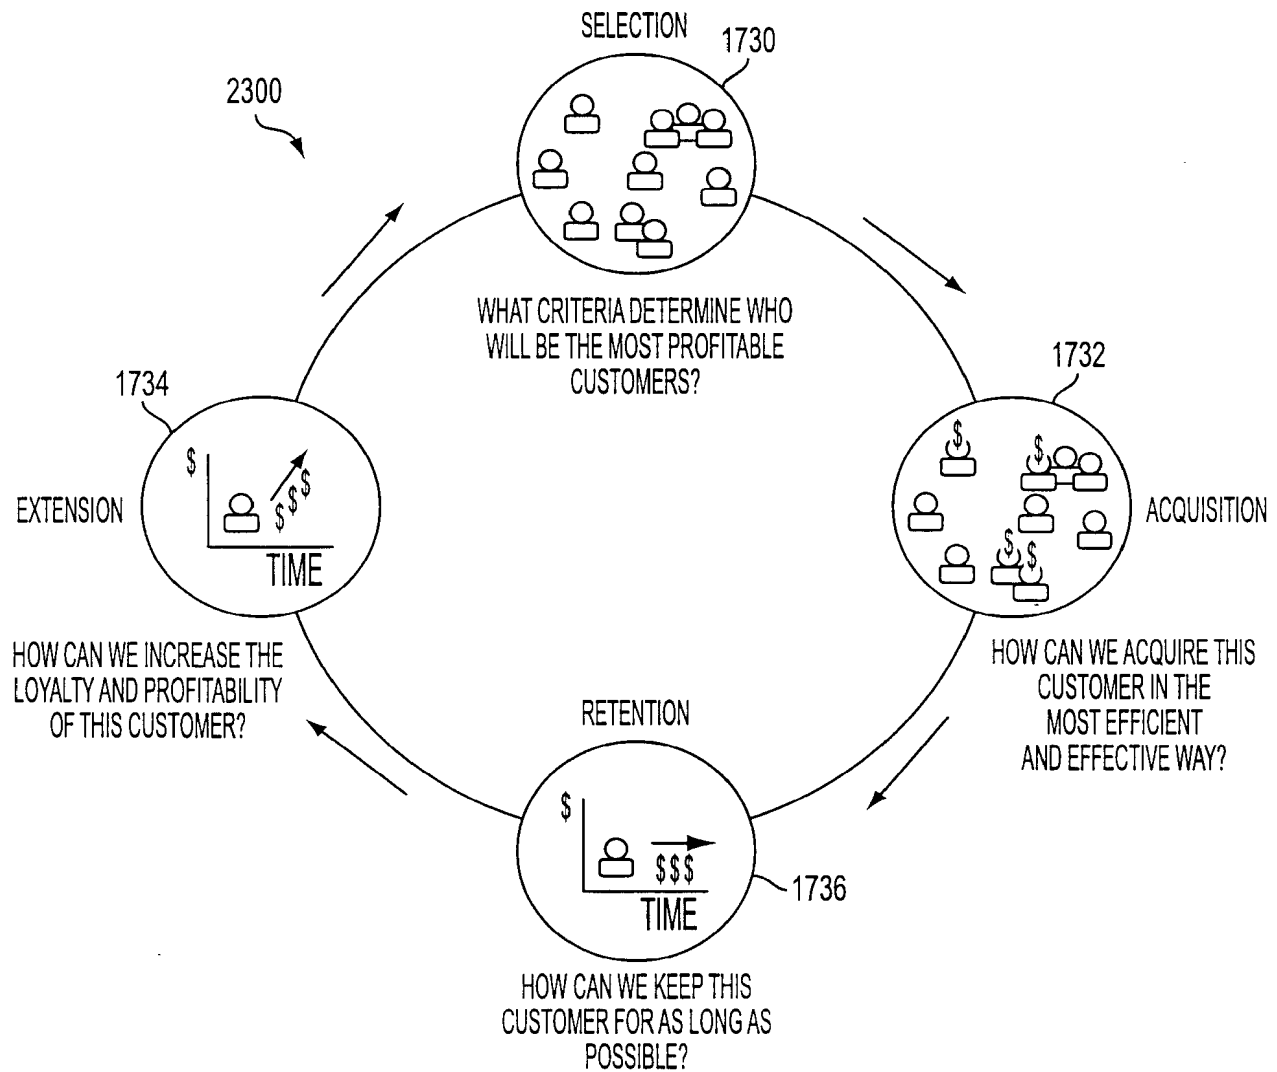 SELECTION
1730
2300
WHAT CRITERIA DETERMINE WHO
WILL BE THE MOST PROFITABLE
CUSTOMERS?
1732
$
$
$
$
ACQUISITION
HOW CAN WE ACQUIRE THIS
CUSTOMER IN THE
MOST EFFICIENT
AND EFFECTIVE WAY?
1734
EXTENSION
$
$$$
TIME
HOW CAN WE INCREASE THE
LOYALTY AND PROFITABILITY
OF THIS CUSTOMER?
RETENTION
$
$$$
TIME
1736
HOW CAN WE KEEP THIS
CUSTOMER FOR AS LONG AS
POSSIBLE?